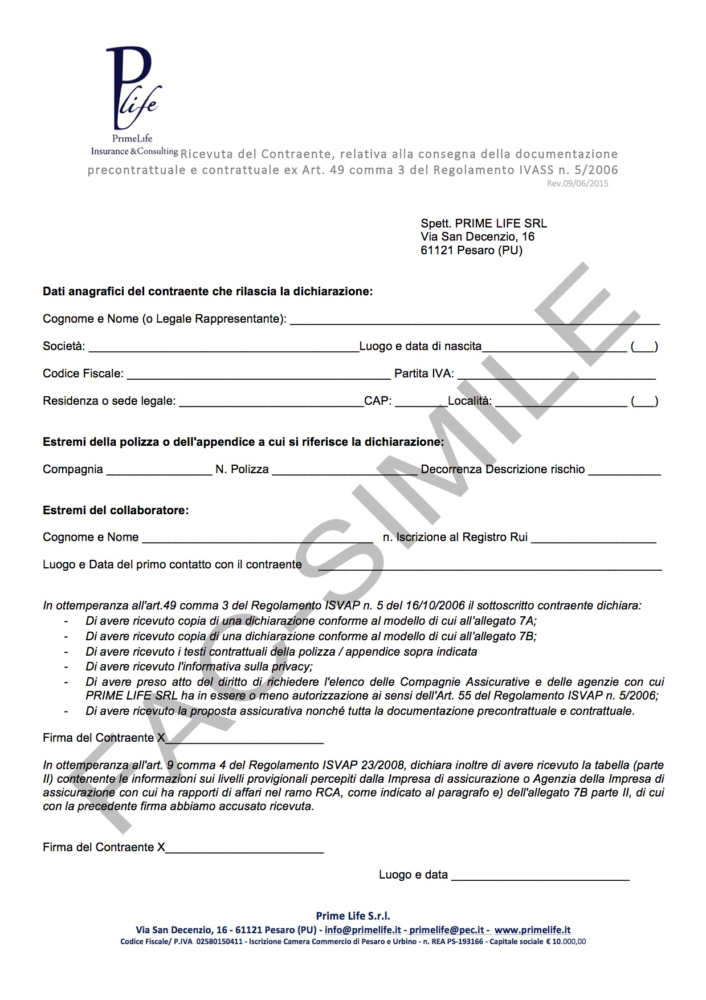 Plife
PrimeLife
Insurance &Consulting Ricevuta del Contraente, relativa alla consegna della documentazione
precontrattuale e contrattuale ex Art. 49 comma 3 del Regolamento IVASS n. 5/2006
Rev.09/06/2015
Spett. PRIME LIFE SRL
Via San Decenzio, 16
61121 Pesaro (PU)
Dati anagrafici del contraente che rilascia la dichiarazione:
Cognome e Nome (o Legale Rappresentante): ________________________________________________________
Società: _________________________________________Luogo e data di nascita______________________ (___)
Codice Fiscale: ________________________________________ Partita IVA: ______________________________
Residenza o sede legale: ____________________________CAP: ________Località: ____________________ (___)
Estremi della polizza o dell'appendice a cui si riferisce la dichiarazione:
Compagnia ________________ N. Polizza ______________________ Decorrenza Descrizione rischio ___________
Estremi del collaboratore:
Cognome e Nome ___________________________________ n. Iscrizione al Registro Rui ___________________
Luogo e Data del primo contatto con il contraente ____________________________________________________
In ottemperanza all'art.49 comma 3 del Regolamento ISVAP n. 5 del 16/10/2006 il sottoscritto contraente dichiara:
- Di avere ricevuto copia di una dichiarazione conforme al modello di cui all’allegato 7A;
- Di avere ricevuto copia di una dichiarazione conforme al modello di cui all’allegato 7B;
- Di avere ricevuto i testi contrattuali della polizza / appendice sopra indicata
- Di avere ricevuto l'informativa sulla privacy;
- Di avere preso atto del diritto di richiedere l'elenco delle Compagnie Assicurative e delle agenzie con cui
PRIME LIFE SRL ha in essere o meno autorizzazione ai sensi dell'Art. 55 del Regolamento ISVAP n. 5/2006;
- Di avere ricevuto la proposta assicurativa nonché tutta la documentazione precontrattuale e contrattuale.
Firma del Contraente X________________________
In ottemperanza all'art. 9 comma 4 del Regolamento ISVAP 23/2008, dichiara inoltre di avere ricevuto la tabella (parte
II) contenente le informazioni sui livelli provigionali percepiti dalla Impresa di assicurazione o Agenzia della Impresa di
assicurazione con cui ha rapporti di affari nel ramo RCA, come indicato al paragrafo e) dell'allegato 7B parte II, di cui
con la precedente firma abbiamo accusato ricevuta.
Firma del Contraente X________________________
Luogo e data ___________________________
FAC-SIMILE
Prime Life S.r.l.
Via San Decenzio, 16 - 61121 Pesaro (PU) - info@primelife.it - primelife@pec.it - www.primelife.it
Codice Fiscale/ P.IVA 02580150411 - Iscrizione Camera Commercio di Pesaro e Urbino - n. REA PS-193166 - Capitale sociale € 10.000,00